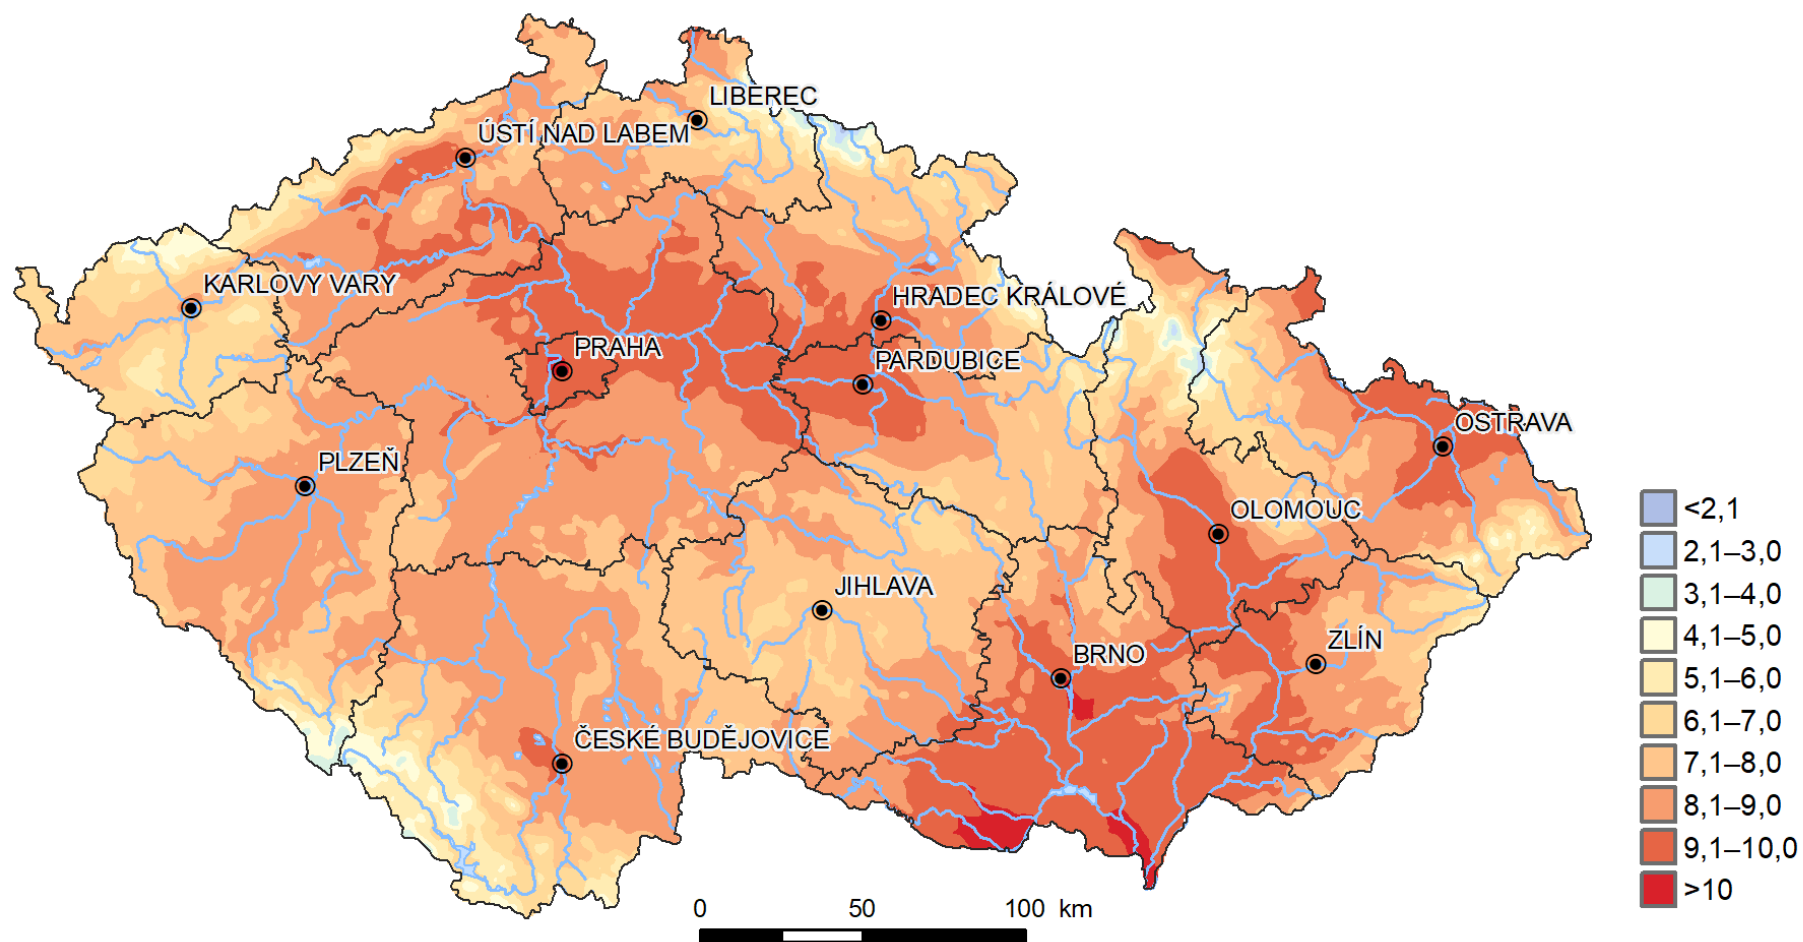 LIBEREC
ÚSTÍ NAD LABEM
KARLOVY VARY
HRADEC KRÁLOVÉ
PRAHA
PARDUBICE
OSTRAVA
PLZEŇ
OLOMOUC
JIHLAVA
ZLÍN
BRNO
ČESKÉ BUDĚJOVICE
<2,1
2,1–3,0
3,1–4,0
4,1–5,0
5,1–6,0
6,1–7,0
7,1–8,0
8,1–9,0
9,1–10,0
>10
0 50 100 km